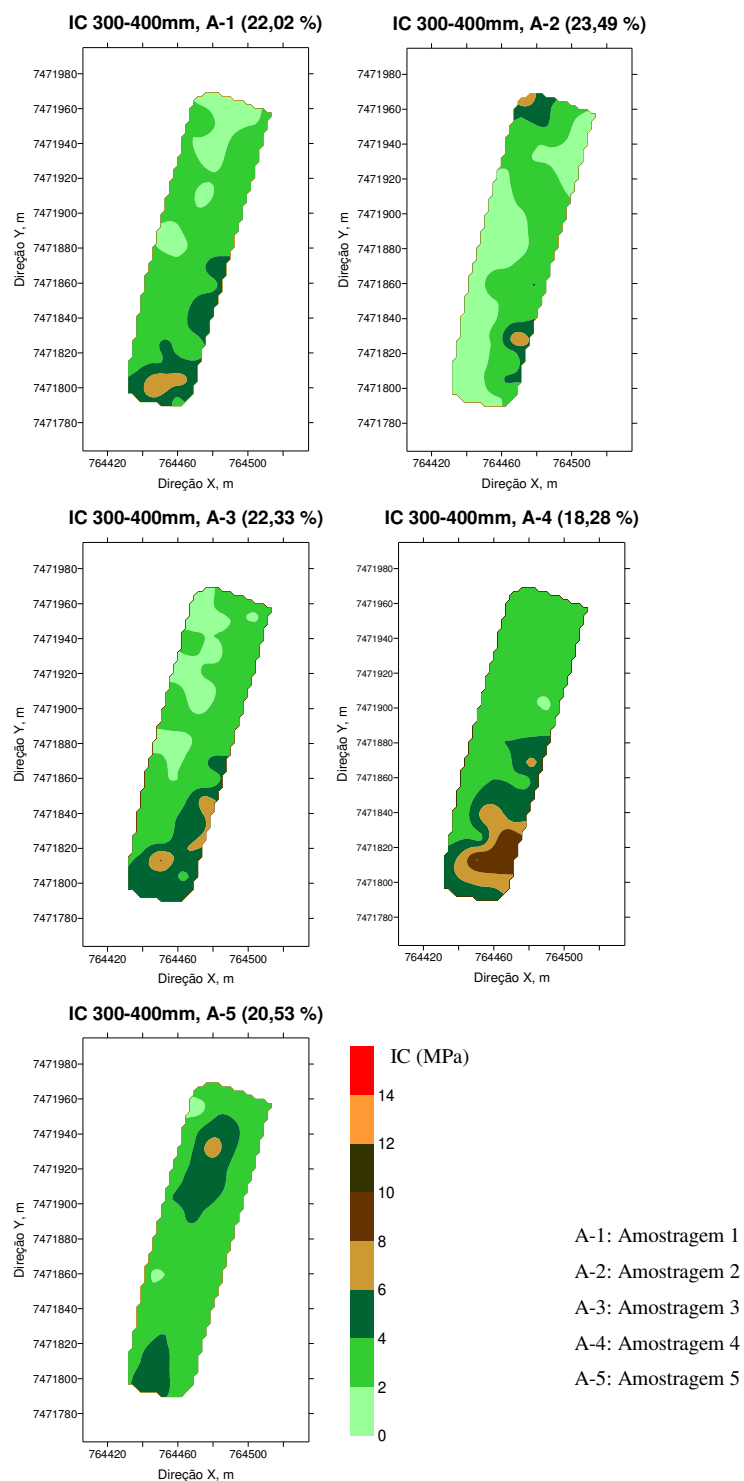 IC 300-400mm, A-1 (22,02 %)
7471980
7471960
7471940
7471920
7471900
7471880
7471860
7471840
7471820
7471800
7471780
Direção Y, m
764420 764460 764500
Direção X, m
IC 300-400mm, A-2 (23,49 %)
7471980
7471960
7471940
7471920
7471900
7471880
7471860
7471840
7471820
7471800
7471780
Direção Y, m
764420 764460 764500
Direção X, m
IC 300-400mm, A-3 (22,33 %)
7471980
7471960
7471940
7471920
7471900
7471880
7471860
7471840
7471820
7471800
7471780
Direção Y, m
764420 764460 764500
Direção X, m
IC 300-400mm, A-4 (18,28 %)
7471980
7471960
7471940
7471920
7471900
7471880
7471860
7471840
7471820
7471800
7471780
Direção Y, m
764420 764460 764500
Direção X, m
IC 300-400mm, A-5 (20,53 %)
7471980
7471960
7471940
7471920
7471900
7471880
7471860
7471840
7471820
7471800
7471780
Direção Y, m
764420 764460 764500
Direção X, m
IC (MPa)
14
12
10
8
6
4
2
0
A-1: Amostragem 1
A-2: Amostragem 2
A-3: Amostragem 3
A-4: Amostragem 4
A-5: Amostragem 5